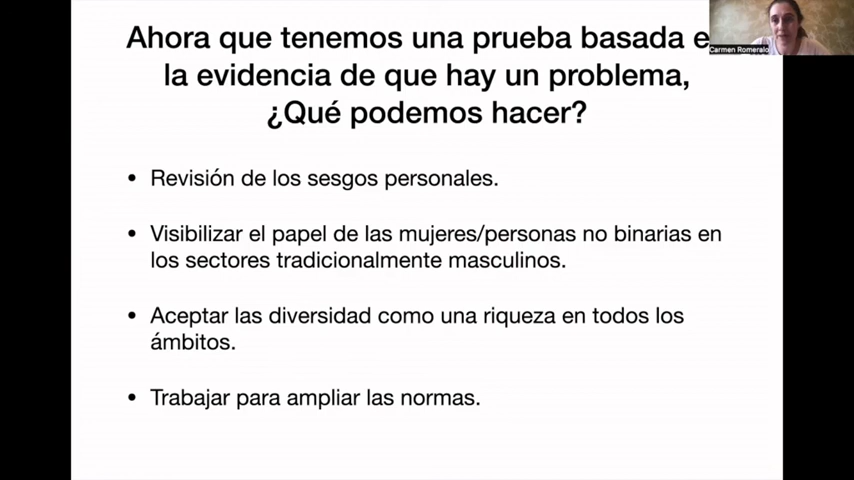 Ahora que tenemos una prueba basada e
la evidencia de que hay un problema,
¿Qué podemos hacer?
Carmen Romeralo
• Revisión de los sesgos personales.
• Visibilizar el papel de las mujeres/personas no binarias en
los sectores tradicionalmente masculinos.
• Aceptar las diversidad como una riqueza en todos los
ámbitos.
• Trabajar para ampliar las normas.